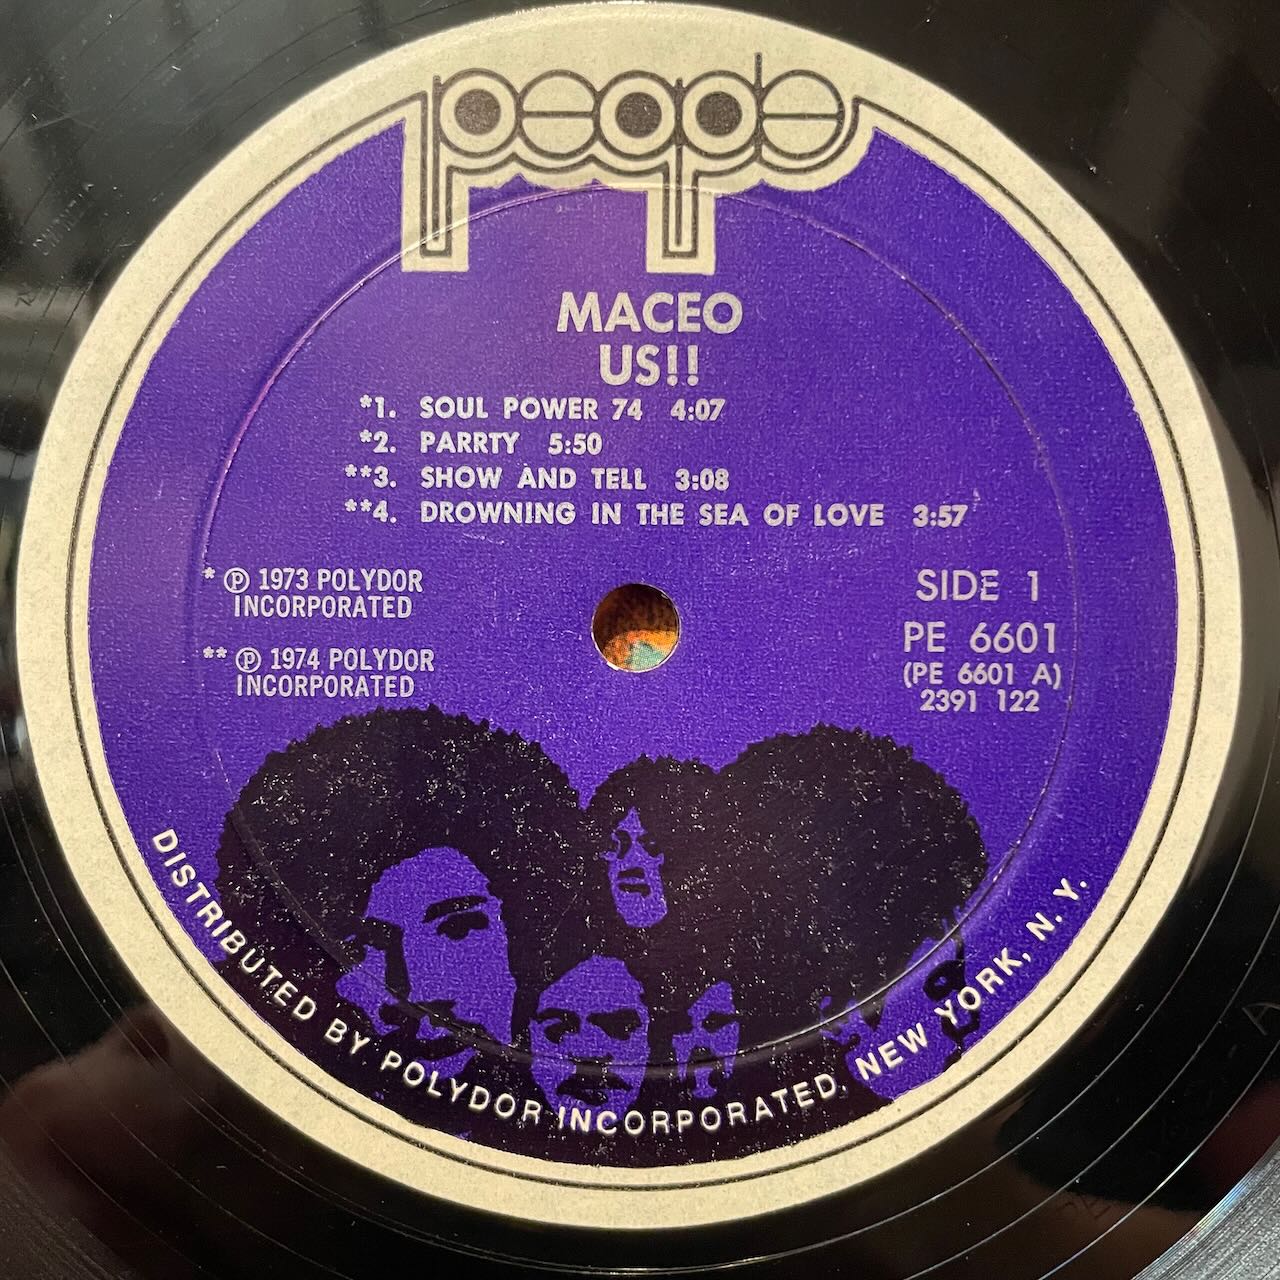 people
MACEO
US!!
*1. SOUL POWER 74 4:07
*2. PARRTY 5:50
**3. SHOW AND TELL 3:08
**4. DROWNING IN THE SEA OF LOVE 3:57
* ℗ 1973 POLYDOR
INCORPORATED
** ℗ 1974 POLYDOR
INCORPORATED
SIDE 1
PE 6601
(PE 6601 A)
2391 122
DISTRIBUTED BY POLYDOR INCORPORATED, NEW YORK, N. Y.